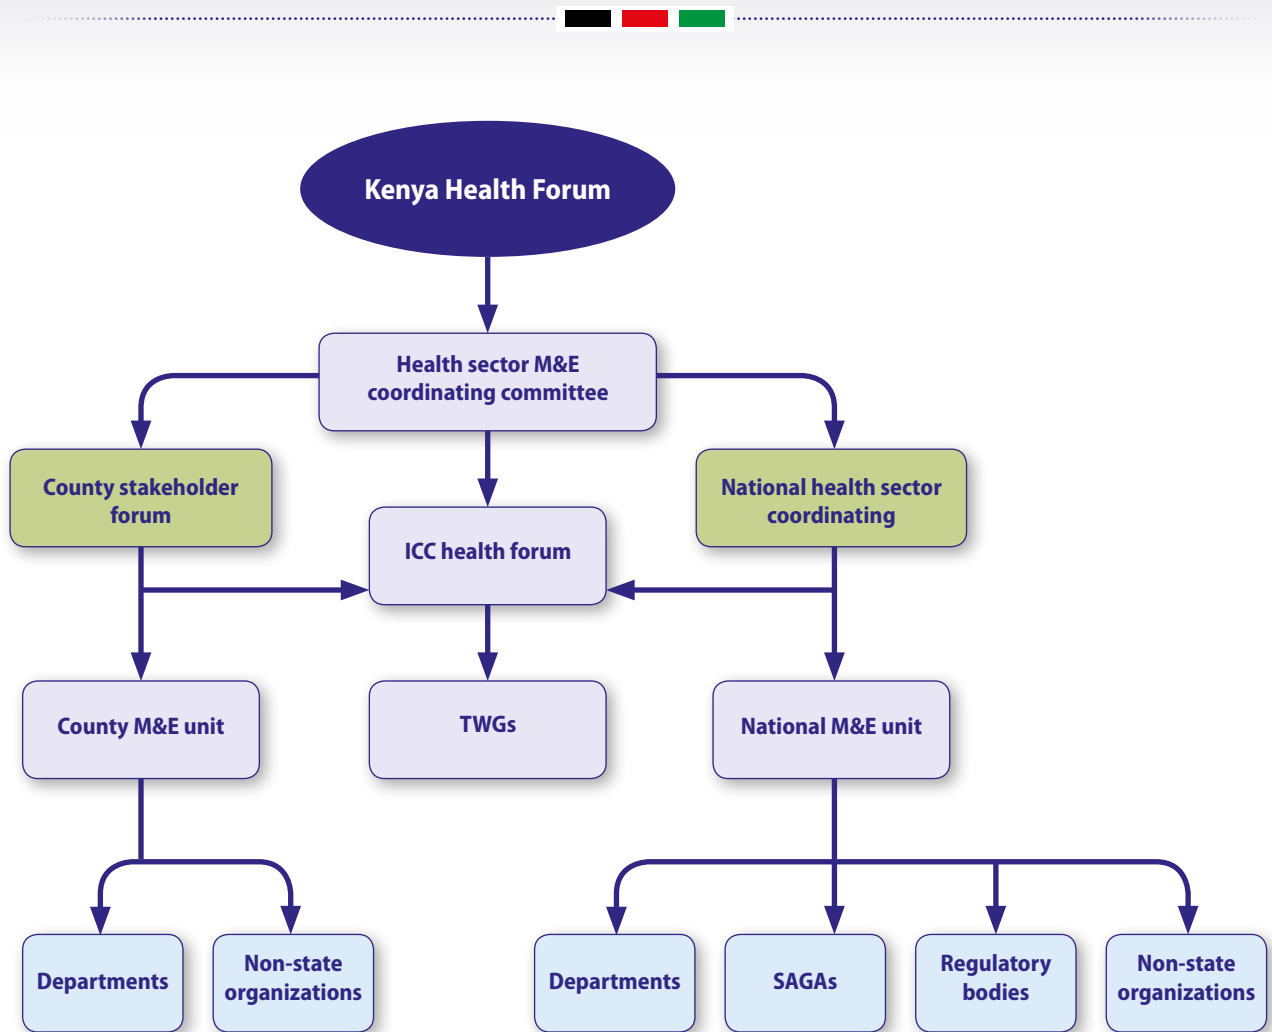 Kenya Health Forum
Health sector M&E
coordinating committee
County stakeholder
forum
National health sector
coordinating
ICC health forum
County M&E unit
TWGs
National M&E unit
Departments
Non-state
organizations
Departments
SAGAs
Regulatory
bodies
Non-state
organizations